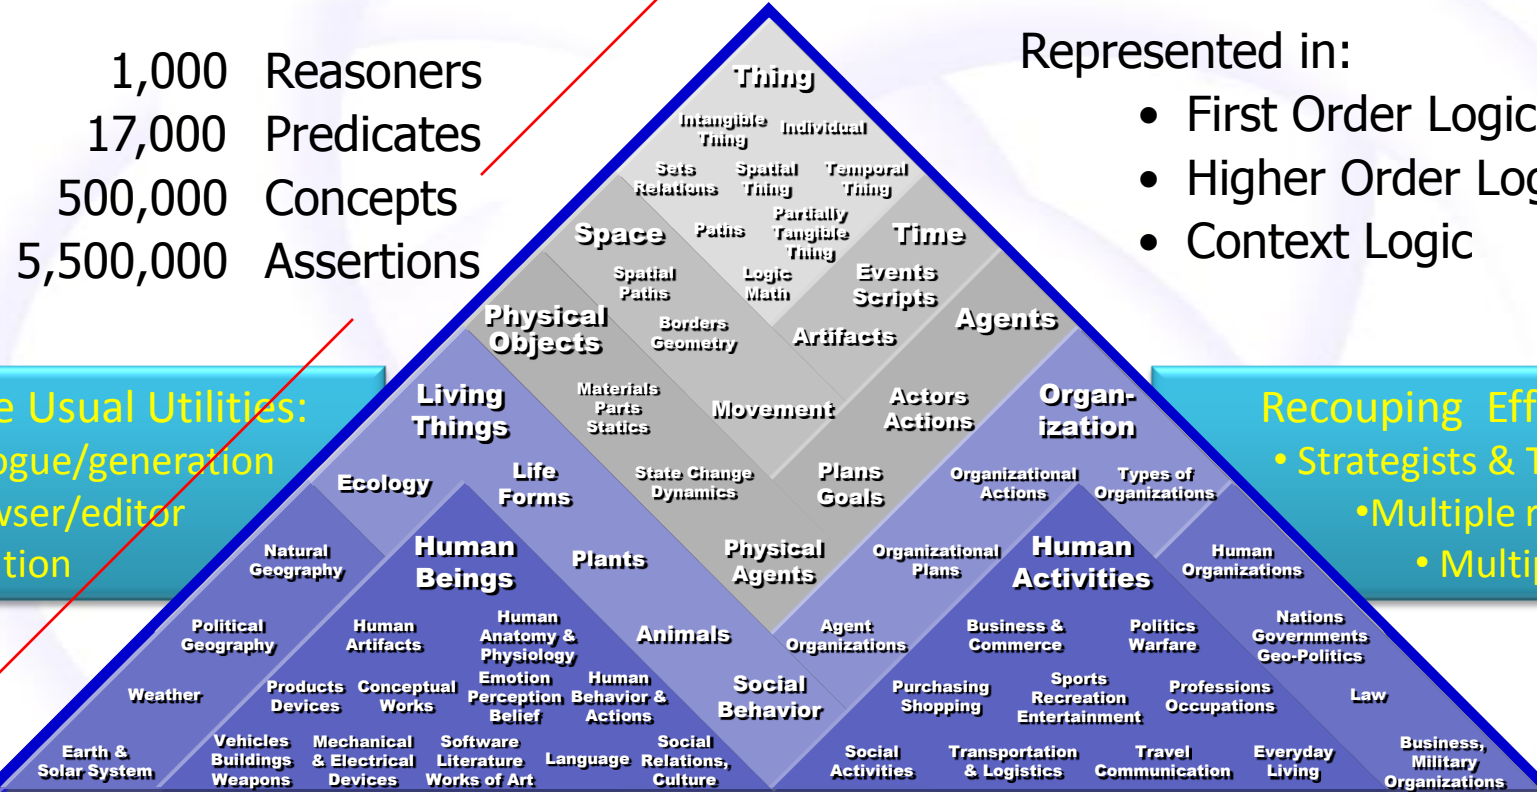 1,000 Reasoners
17,000 Predicates
500,000 Concepts
5,500,000 Assertions
Represented in:
• First Order Logic
• Higher Order
• Context Logic
Usual Utilities:
• Strategists &
•Multiple
Recouping
Thing
Intangible
Thing
Individual
Sets
Relations
Spatial
Thing
Temporal
Thing
Space
Paths
Partially
Tangible
Thing
Time
Spatial
Paths
Logic
Math
Events
Scripts
Physical
Objects
Borders
Geometry
Artifacts
Agents
Living
Things
Materials
Parts
Statics
Movement
Actors
Actions
Organ-
ization
Ecology
Life
Forms
State Change
Dynamics
Plans
Goals
Organizational
Actions
Types of
Organizations
Natural
Geography
Human
Beings
Plants
Physical
Agents
Organizational
Plans
Human
Activities
Human
Organizations
Political
Geography
Human
Artifacts
Human
Anatomy &
Physiology
Animals
Agent
Organizations
Business &
Commerce
Politics
Warfare
Nations
Governments
Geo-Politics
Weather
Products
Devices
Conceptual
Works
Emotion
Perception
Belief
Human
Behavior &
Actions
Social
Behavior
Purchasing
Shopping
Sports
Recreation
Entertainment
Professions
Occupations
Law
Earth &
Solar System
Vehicles
Buildings
Weapons
Mechanical
& Electrical
Devices
Software
Literature
Works of Art
Language
Social
Relations,
Culture
Social
Activities
Transportation
& Logistics
Travel
Communication
Everyday
Living
Business,
Military
Organizations